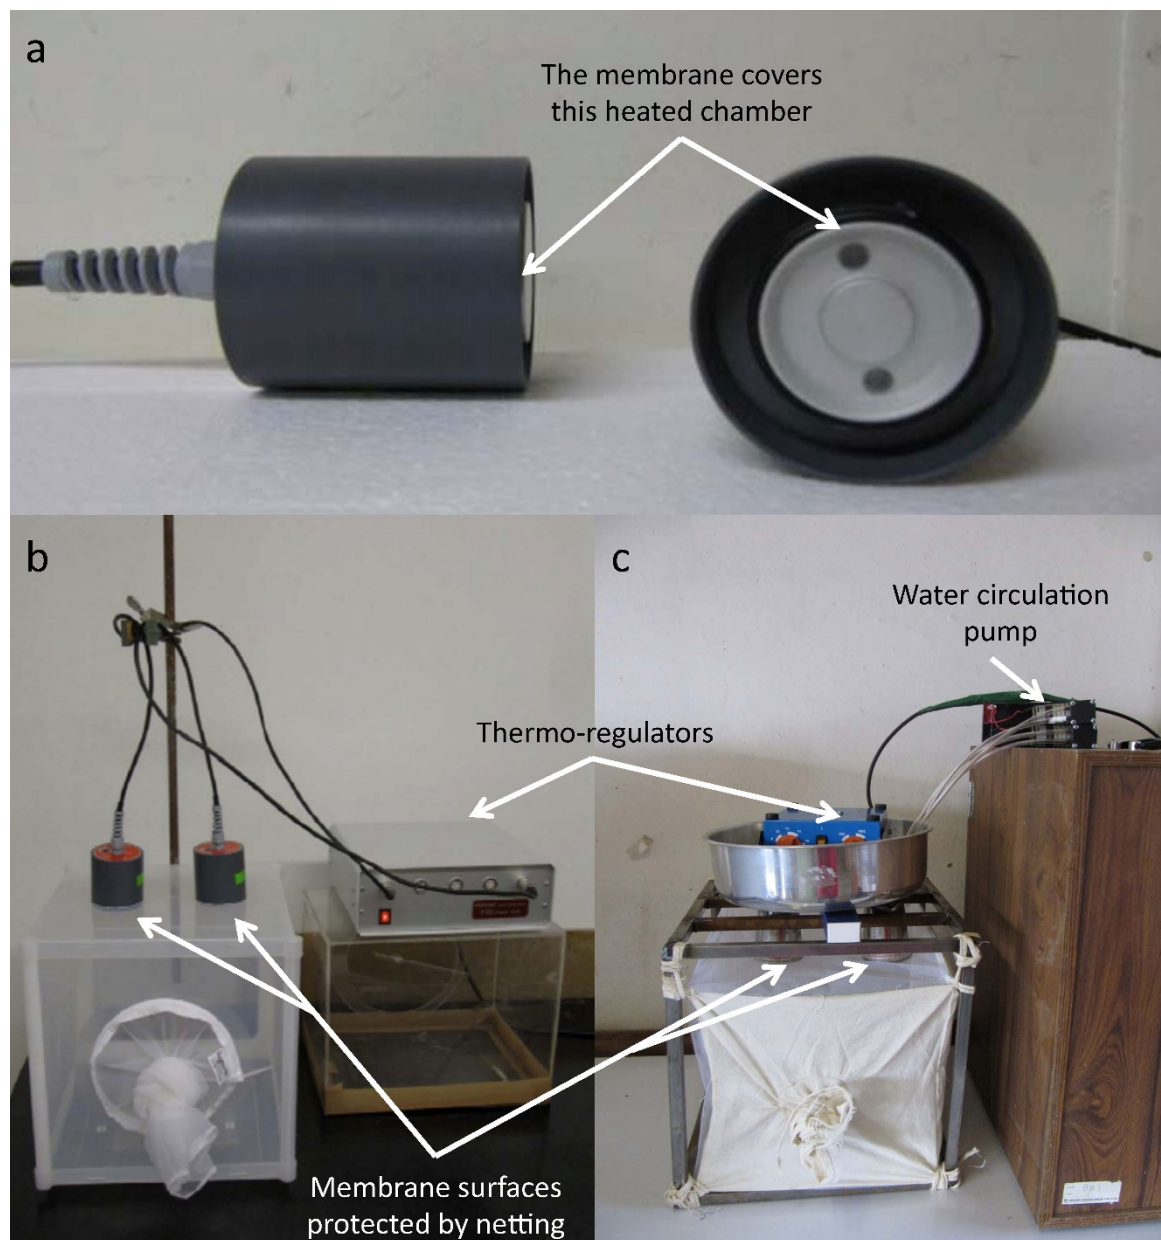 a
The membrane covers
this heated chamber
b
c
Water circulation
pump
Thermo-regulators
Membrane surfaces
protected by netting